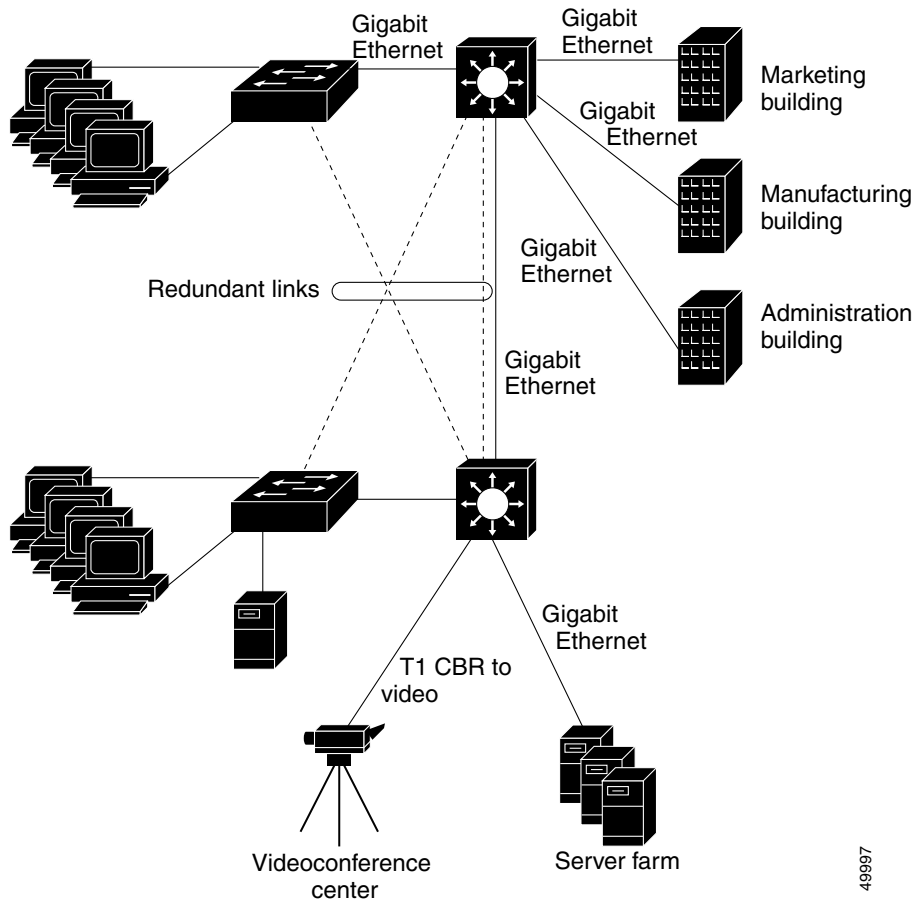 Gigabit
Ethernet
Gigabit
Ethernet
Marketing
building
Gigabit
Ethernet
Manufacturing
building
Gigabit
Ethernet
Redundant links
Administration
building
Gigabit
Ethernet
Gigabit
Ethernet
T1 CBR to
video
Videoconference
center
Server farm
49997